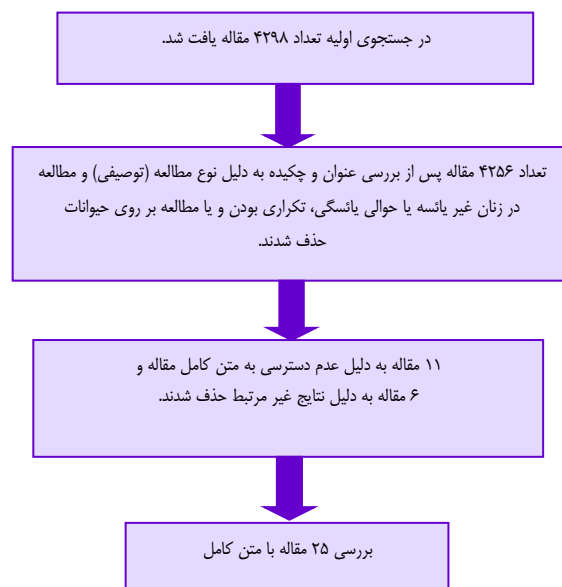 در جستجوی اولیه تعداد ۴۲۹۸ مقاله یافت شد.
تعداد ۴۲۵۶ مقاله پس از بررسی عنوان و چکیده به دلیل نوع مطالعه (توصیفی) و مطالعه
در زنان غیر یائسه یا حوالی یائسگی، تکراری بودن و یا مطالعه بر روی حیوانات
حذف شدند.
۱۱ مقاله به دلیل عدم دسترسی به متن کامل مقاله و
۶ مقاله به دلیل نتایج غیر مرتبط حذف شدند.
بررسی ۲۵ مقاله با متن کامل